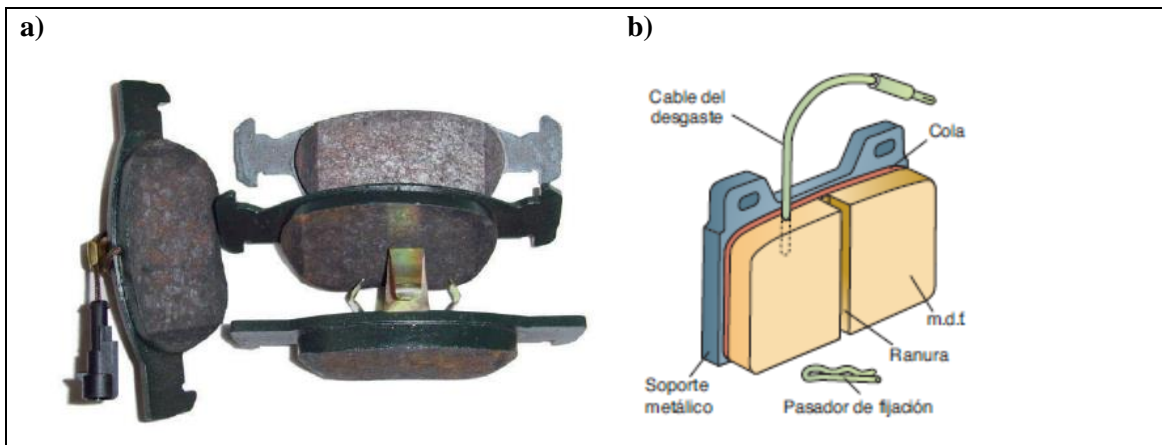 a)
b)
Cable del
desgaste
Cola
m.d.f
Ranura
Soporte
metálico
Pasador de fijación